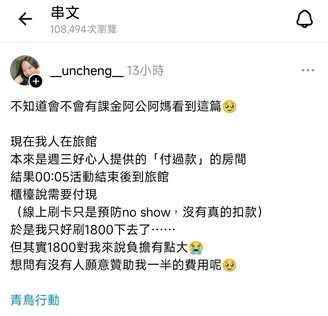 串文
108,494次瀏覽
__uncheng__ 13小時
不知道會不會有課金阿公阿媽看到這篇🥹
現在我人在旅館
本來是週三好心人提供的「付過款」的房間
結果00:05活動結束後到旅館
櫃檯說需要付現
（線上刷卡只是預防no show，沒有真的扣款）
於是我只好刷1800下去了⋯⋯
但其實1800對我來說負擔有點大😭
想問有沒有人願意贊助我一半的費用呢🥹
青鳥行動